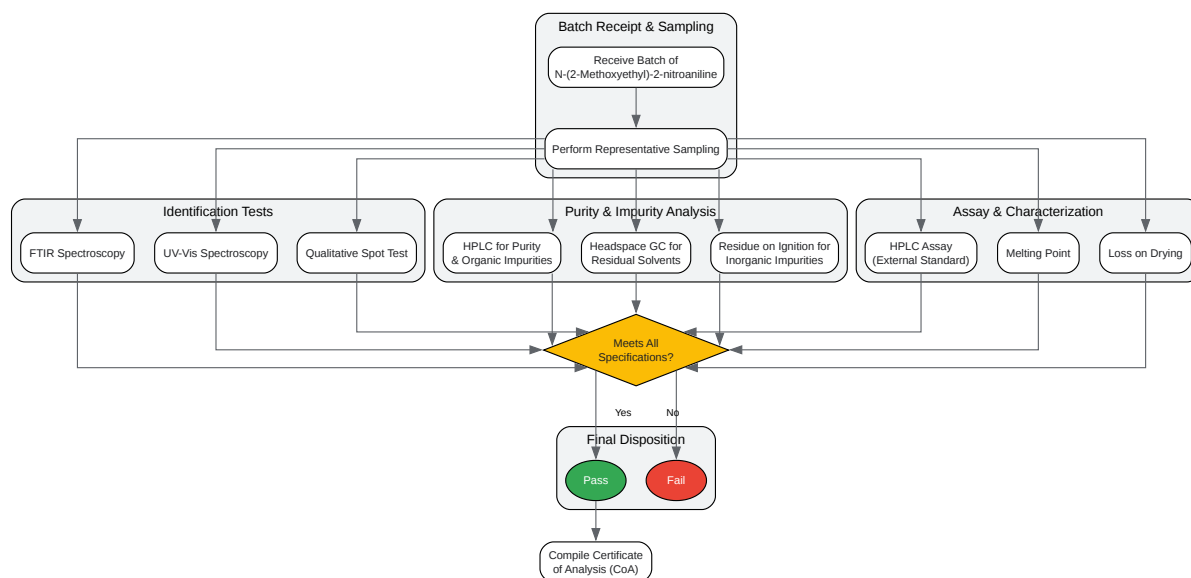 Batch Receipt & Sampling
Receive Batch of
N-(2-Methoxyethyl)-2-nitroaniline
Perform Representative Sampling
Identification Tests
FTIR Spectroscopy
UV-Vis Spectroscopy
Qualitative Spot Test
Purity & Impurity Analysis
HPLC for Purity
& Organic Impurities
Headspace GC for
Residual Solvents
Residue on Ignition for
Inorganic Impurities
Assay & Characterization
HPLC Assay
(External Standard)
Melting Point
Loss on Drying
Meets All
Specifications?
Yes
No
Final Disposition
Pass
Fail
Compile Certificate
of Analysis (CoA)